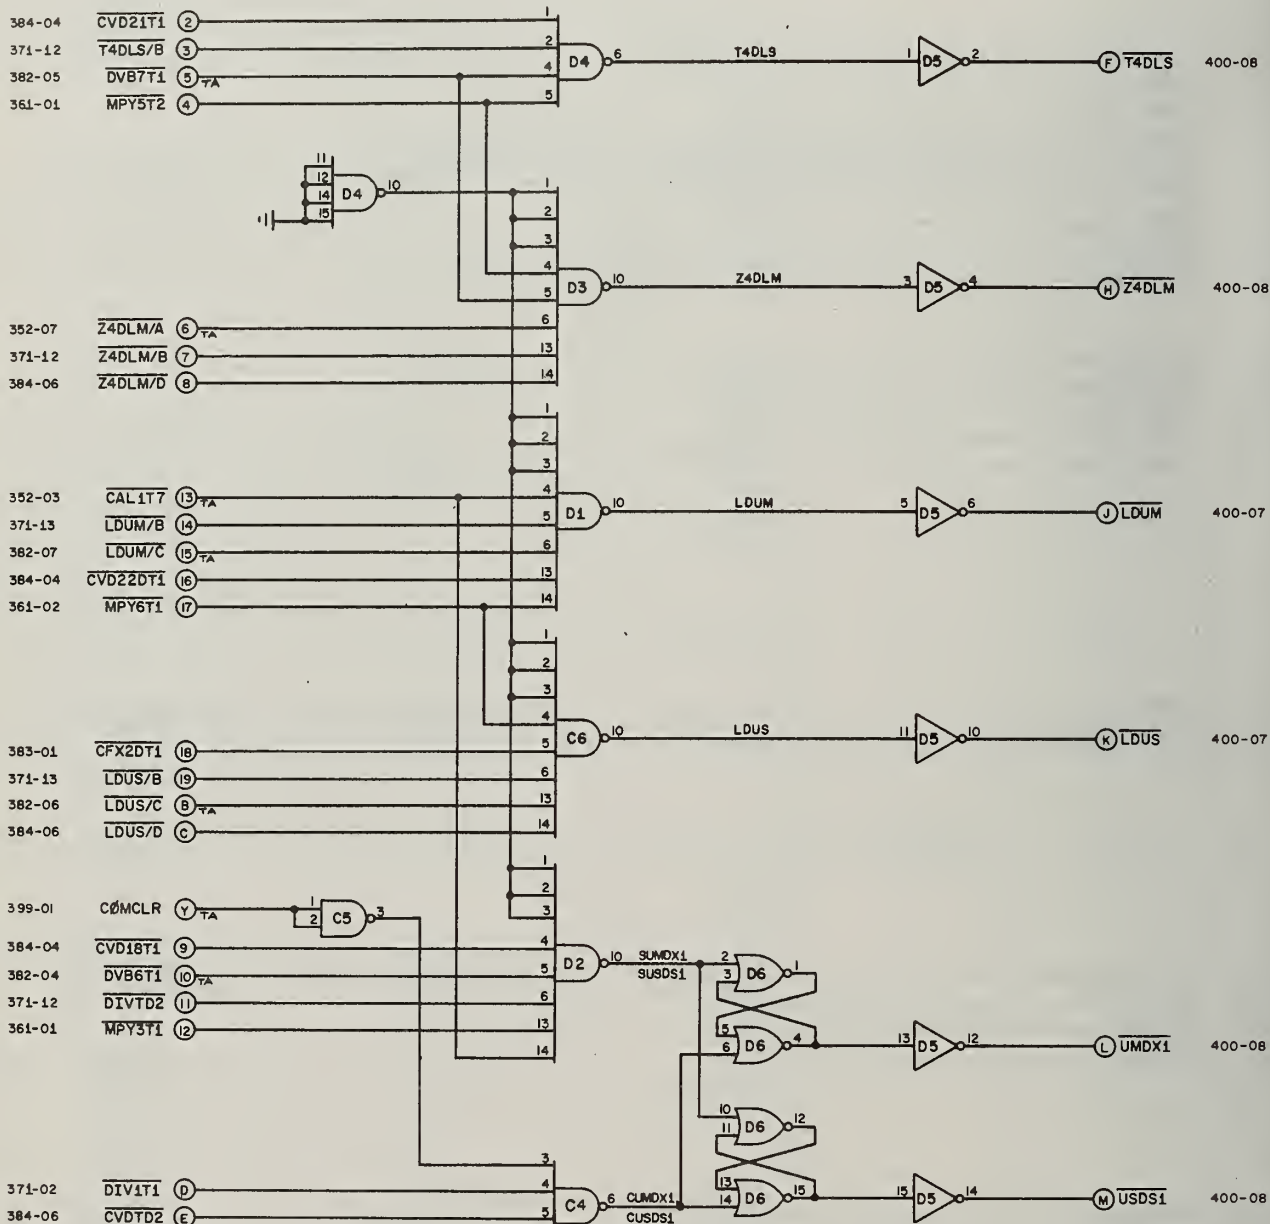 384-04 CVD21T1 2 1
371-12 T4DLS/B 3 2 D4 6 T4DLS 1 D5 2 F T4DLS 400-08
382-05 DVB7T1 5 TA 4
361-01 MPY5T2 4 5
11
12 D4 10 1
14 2
15 3
4
5 D3 10 Z4DLM 3 D5 4 H Z4DLM 400-08
352-07 Z4DLM/A 6 TA 6
371-12 Z4DLM/B 7 13
384-06 Z4DLM/D 8 14
1
2
3
352-03 CAL1T7 13 TA 4
371-13 LDUM/B 14 5 D1 10 LDUM 5 D5 6 J LDUM 400-07
382-07 LDUM/C 15 TA 6
384-04 CVD22DT1 16 13
361-02 MPY6T1 17 14
1
2
3
4
383-01 CFX2DT1 18 5 C6 10 LDUS 11 D5 10 K LDUS 400-07
371-13 LDUS/B 19 6
382-06 LDUS/C B TA 13
384-06 LDUS/D C 14
1
2
399-01 CØMCLR Y TA 1 2 C5 3 3
384-04 CVD18T1 9 4
382-04 DVB6T1 10 TA 5 D2 10 SUMDX1 2 3 D6 1
SUSDS1
371-12 DIVTD2 11 6
361-01 MPY3T1 12 13 5 6 D6 4 13 D5 12 L UMDX1 400-08
14
10 11 D6 12
3
371-02 DIV1T1 D 4 C4 6 CUMDX1 13 14 D6 15 15 D5 14 M USDS1 400-08
384-06 CVDTD2 E 5 CUSDS1